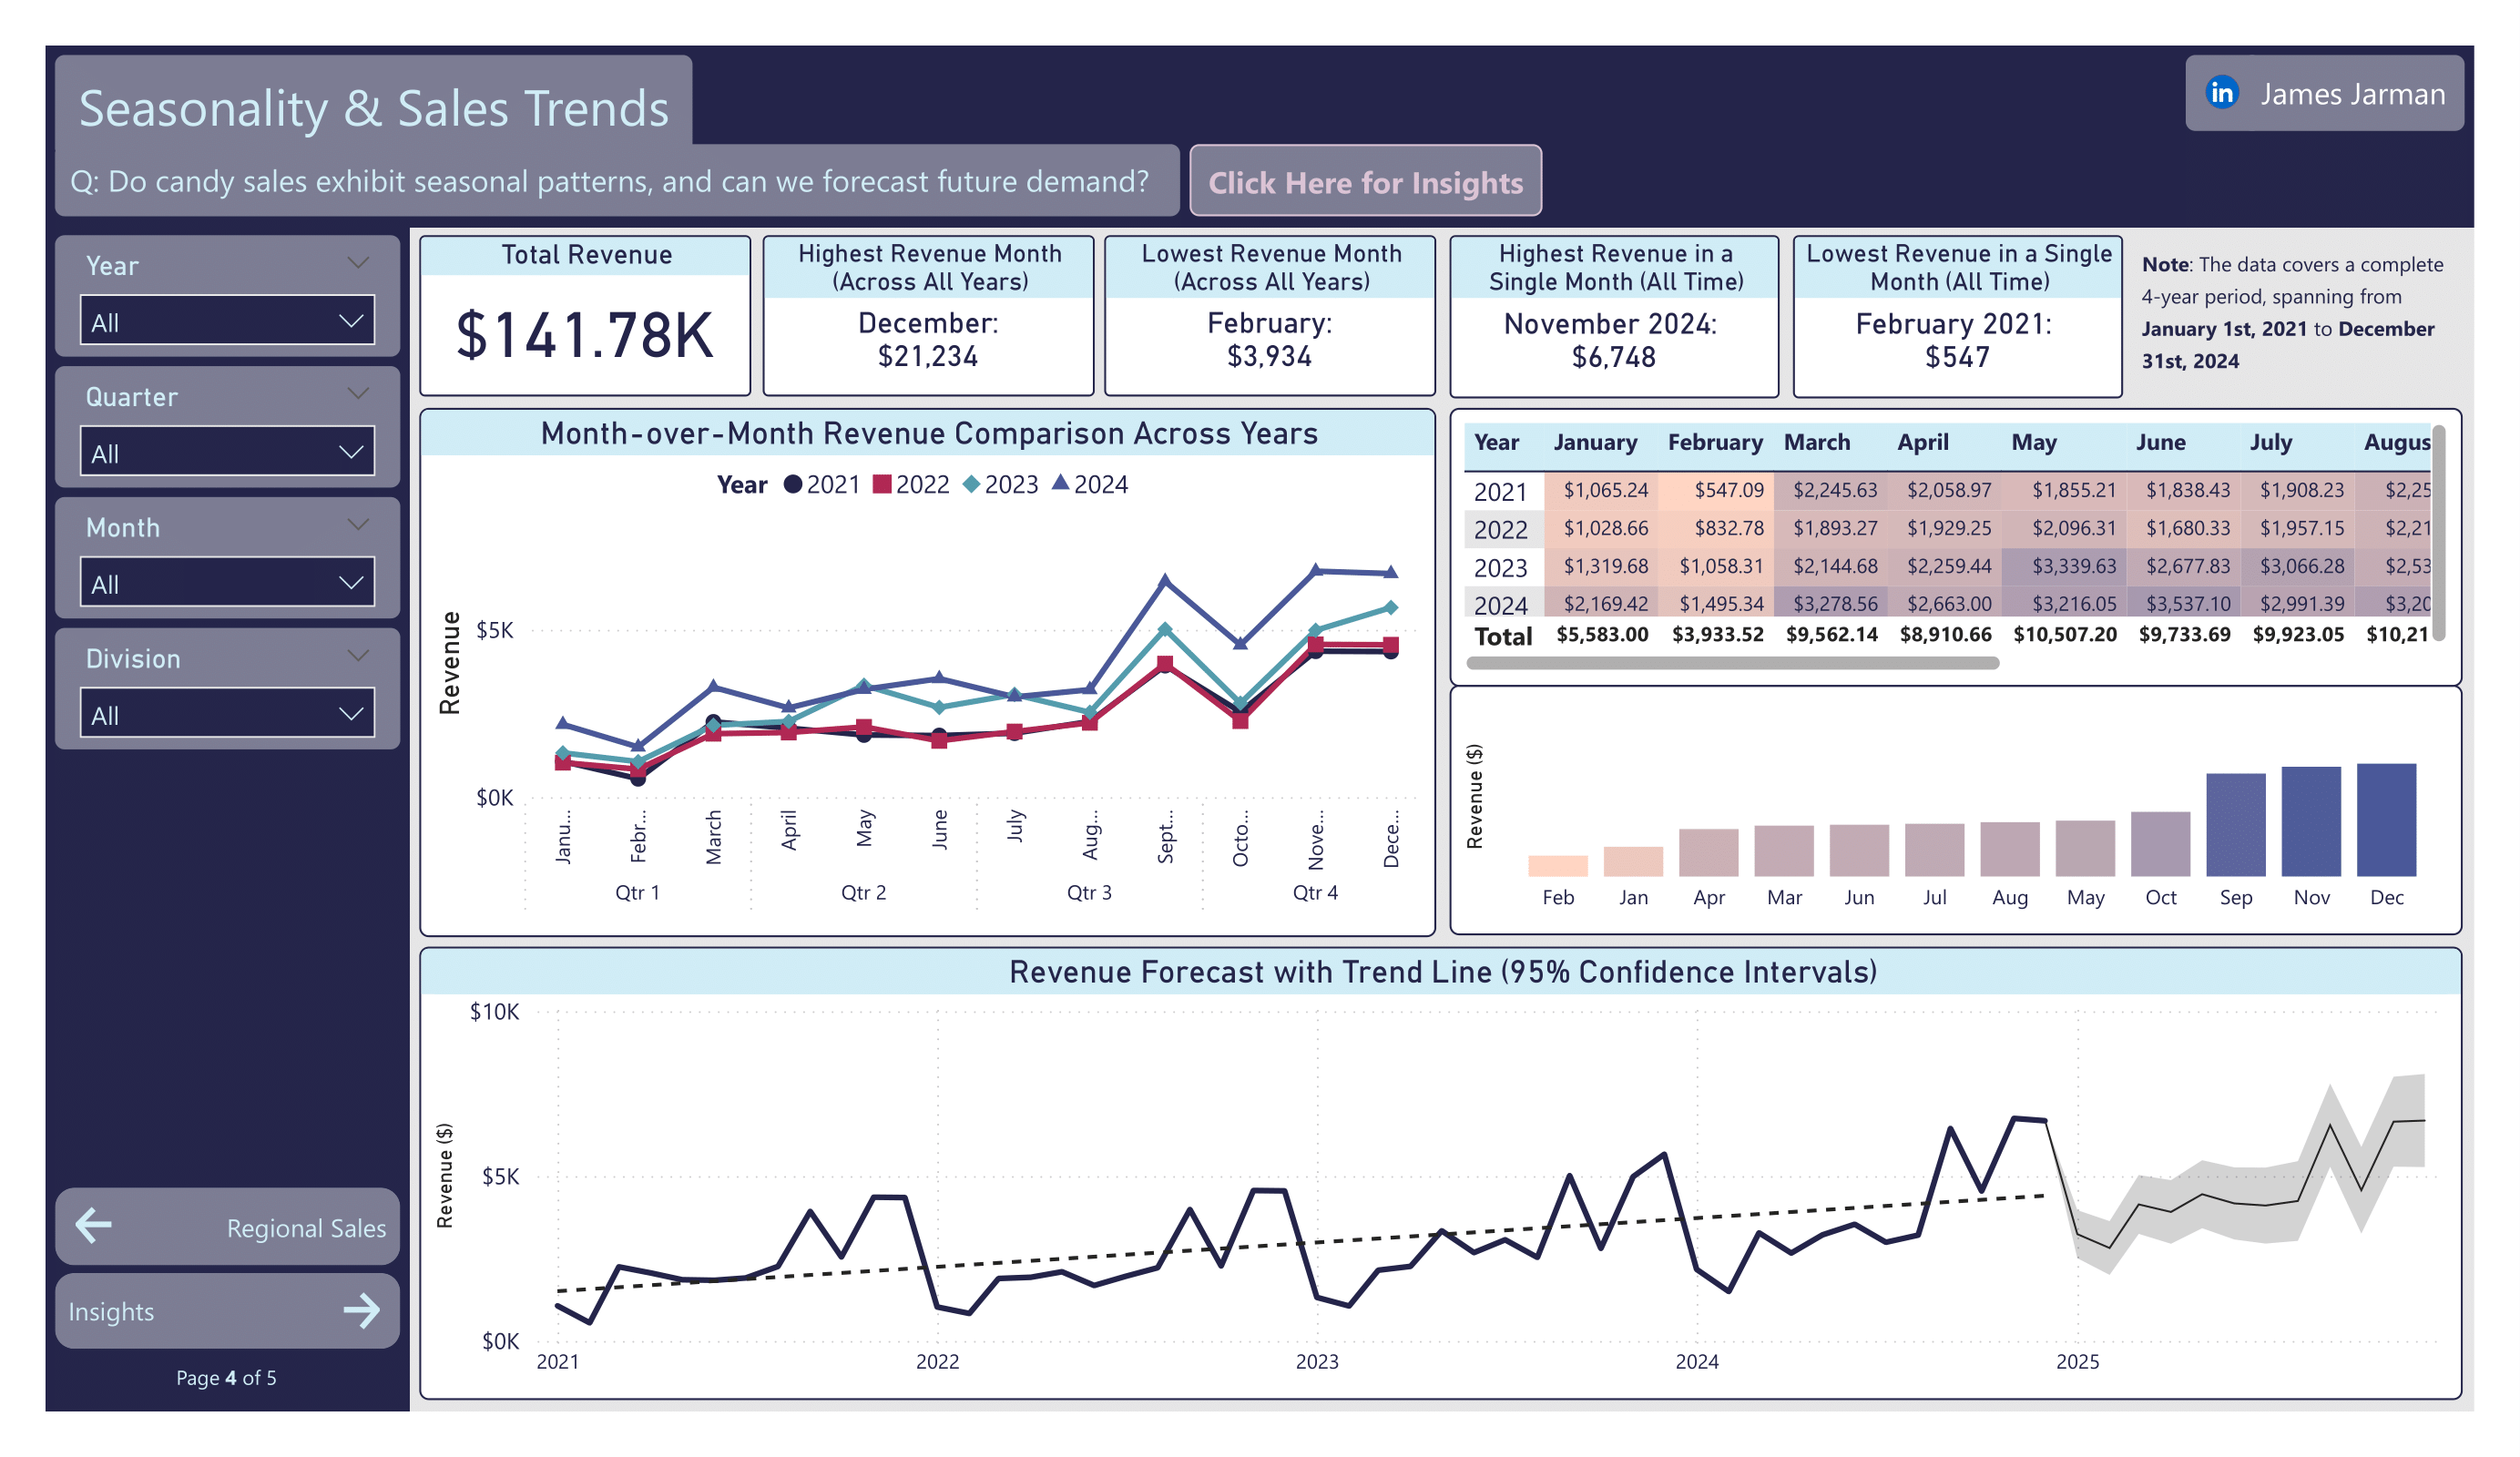 Seasonality & Sales Trends
in James Jarman
Q: Do candy sales exhibit seasonal patterns, and can we forecast future demand?
Click Here for Insights
Year
All
Quarter
All
Month
All
Division
All
Regional Sales
Insights
Page 4 of 5
Total Revenue
$141.78K
Highest Revenue Month
(Across All Years)
December:
$21,234
Lowest Revenue Month
(Across All Years)
February:
$3,934
Highest Revenue in a
Single Month (All Time)
November 2024:
$6,748
Lowest Revenue in a Single
Month (All Time)
February 2021:
$547
Note: The data covers a complete
4-year period, spanning from
January 1st, 2021 to December
31st, 2024
Month-over-Month Revenue Comparison Across Years
Year 2021 2022 2023 2024
Revenue
$5K
$0K
Janu... Febr... March April May June July Aug... Sept... Octo... Nove... Dece...
Qtr 1 Qtr 2 Qtr 3 Qtr 4
Year January February March April May June July Augus
2021 $1,065.24 $547.09 $2,245.63 $2,058.97 $1,855.21 $1,838.43 $1,908.23 $2,25
2022 $1,028.66 $832.78 $1,893.27 $1,929.25 $2,096.31 $1,680.33 $1,957.15 $2,21
2023 $1,319.68 $1,058.31 $2,144.68 $2,259.44 $3,339.63 $2,677.83 $3,066.28 $2,53
2024 $2,169.42 $1,495.34 $3,278.56 $2,663.00 $3,216.05 $3,537.10 $2,991.39 $3,20
Total $5,583.00 $3,933.52 $9,562.14 $8,910.66 $10,507.20 $9,733.69 $9,923.05 $10,21
Revenue ($)
Feb Jan Apr Mar Jun Jul Aug May Oct Sep Nov Dec
Revenue Forecast with Trend Line (95% Confidence Intervals)
Revenue ($)
$10K
$5K
$0K
2021 2022 2023 2024 2025